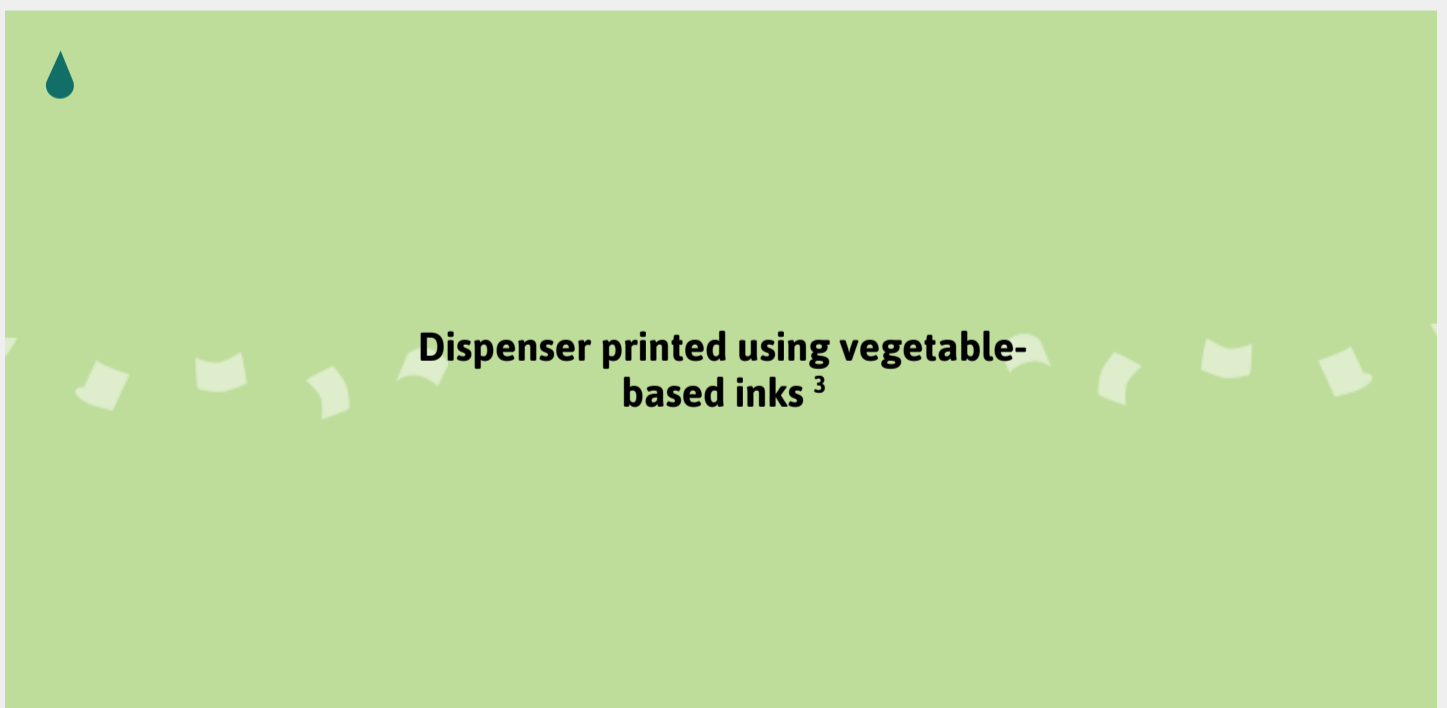 Dispenser printed using vegetable-
based inks ³